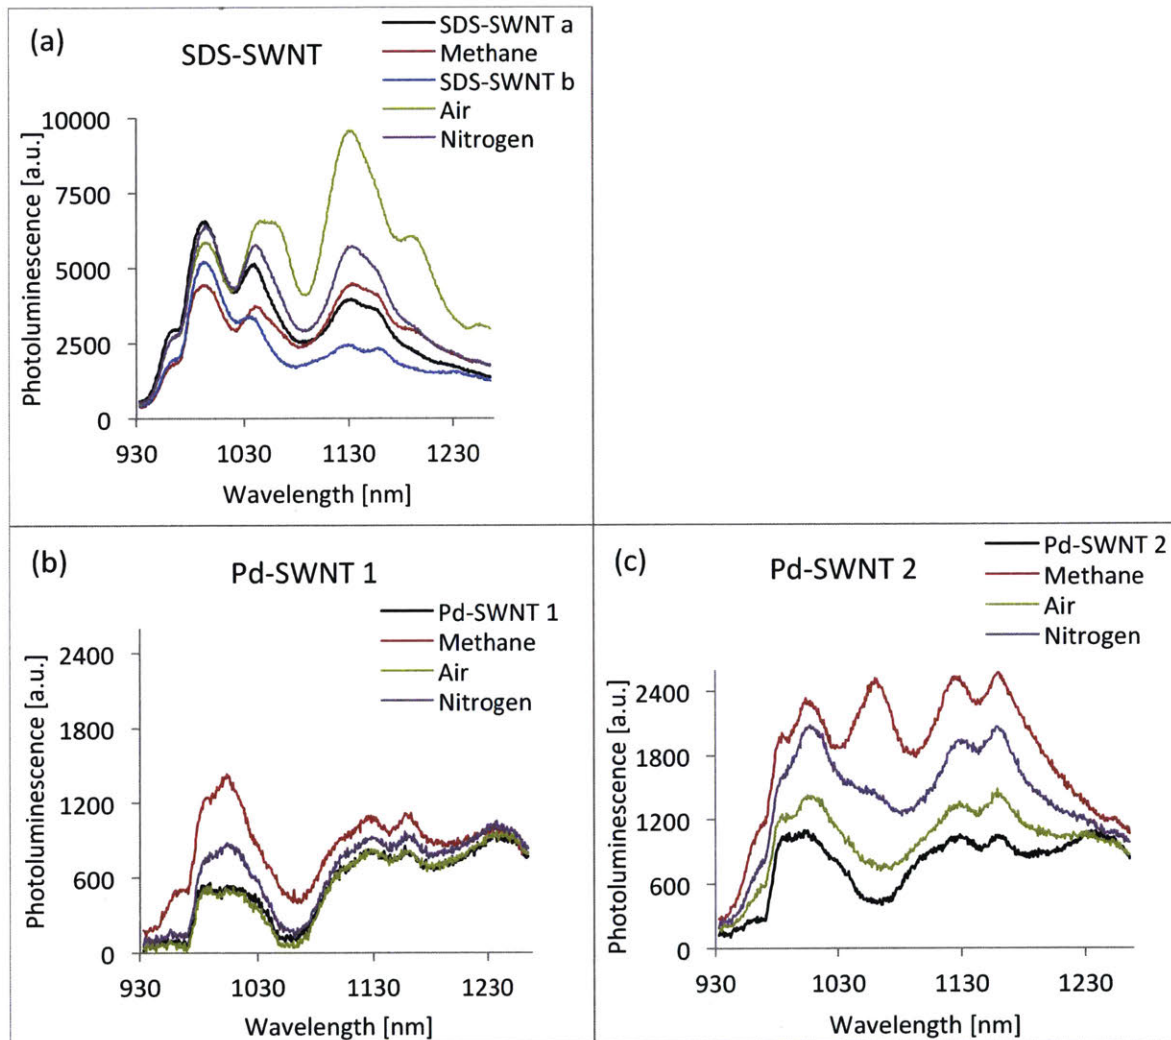 (a)
SDS-SWNT
SDS-SWNT a
Methane
SDS-SWNT b
Air
Nitrogen
Photoluminescence [a.u.]
10000
7500
5000
2500
0
930 1030 1130 1230
Wavelength [nm]
(b)
Pd-SWNT 1
Pd-SWNT 1
Methane
Air
Nitrogen
Photoluminescence [a.u.]
2400
1800
1200
600
0
930 1030 1130 1230
Wavelength [nm]
(c)
Pd-SWNT 2
Pd-SWNT 2
Methane
Air
Nitrogen
Photoluminescence [a.u.]
2400
1800
1200
600
0
930 1030 1130 1230
Wavelength [nm]